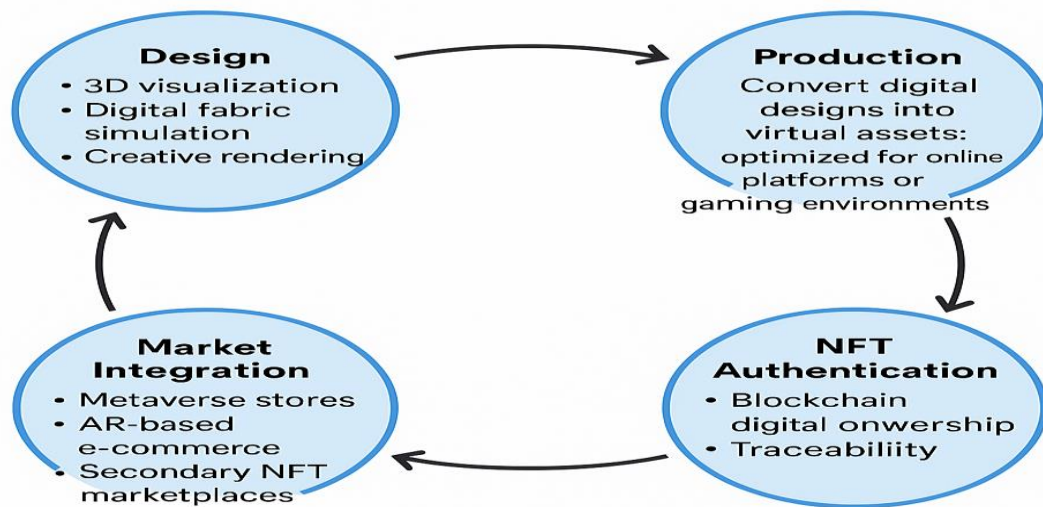 Design
• 3D visualization
• Digital fabric
simulation
• Creative rendering
Production
Convert digital
designs into
virtual assets:
optimized for online
platforms or
gaming environments
Market
Integration
• Metaverse stores
• AR-based
e-commerce
• Secondary NFT
marketplaces
NFT
Authentication
• Blockchain
digital onwership
• Traceabiliity